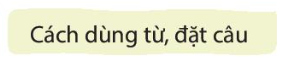 Cách dùng từ, đặt câu